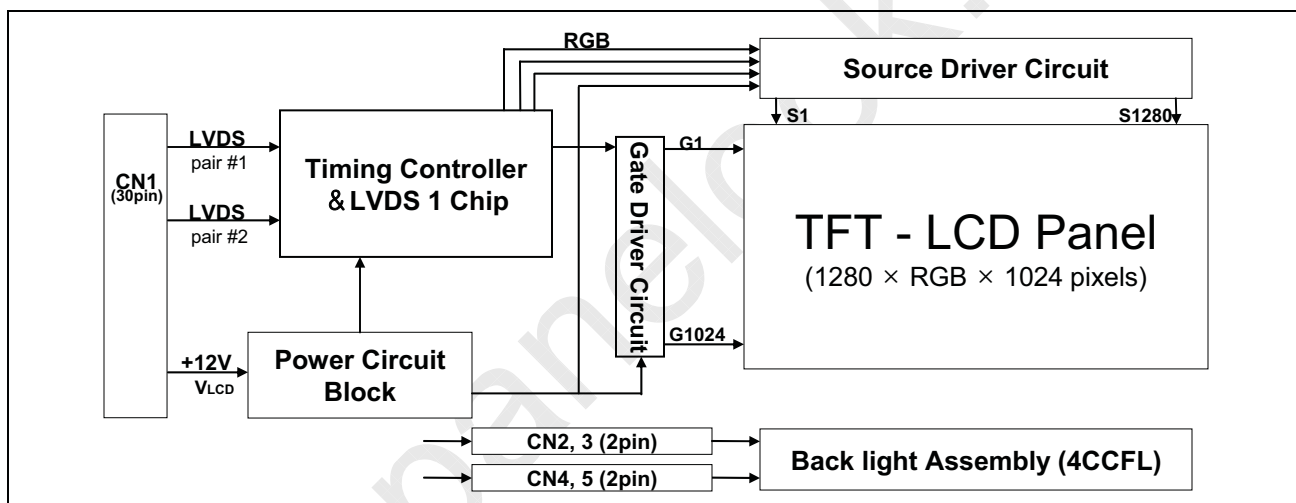 RGB
Source Driver Circuit
S1
S1280
CN1
(30pin)
LVDS
pair #1
LVDS
pair #2
Timing Controller
& LVDS 1 Chip
Gate Driver Circuit
G1
G1024
TFT - LCD Panel
(1280 × RGB × 1024 pixels)
+12V
VLCD
Power Circuit
Block
CN2, 3 (2pin)
CN4, 5 (2pin)
Back light Assembly (4CCFL)